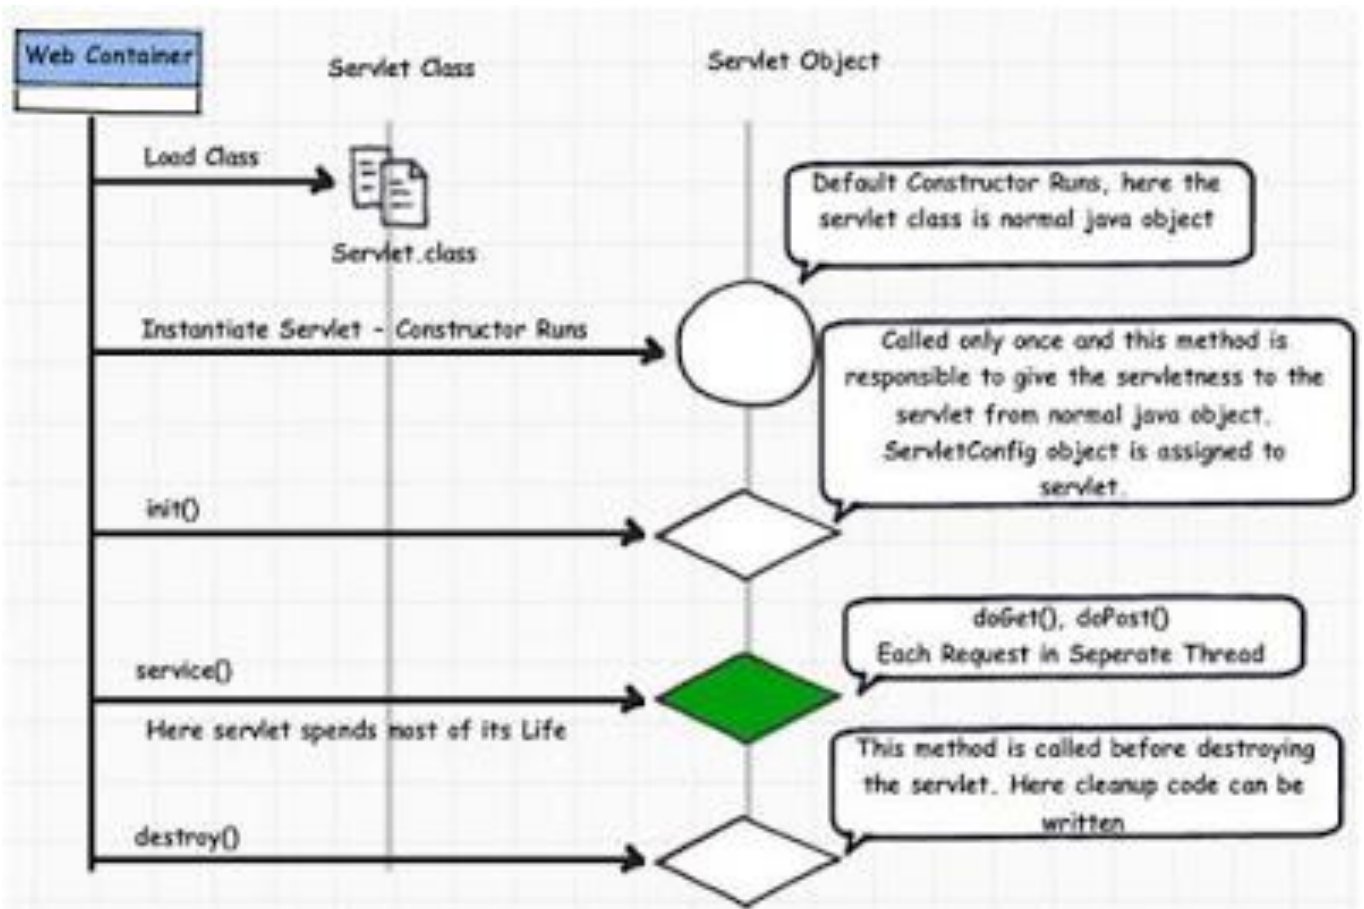 Web Container
Servlet Class
Servlet Object
Load Class
Servlet.class
Default Constructor Runs, here the
servlet class is normal java object
Instantiate Servlet - Constructor Runs
Called only once and this method is
responsible to give the servletness to the
servlet from normal java object.
ServletConfig object is assigned to
servlet.
init()
doGet(), doPost()
Each Request in Seperate Thread
service()
Here servlet spends most of its Life
This method is called before destroying
the servlet. Here cleanup code can be
written
destroy()